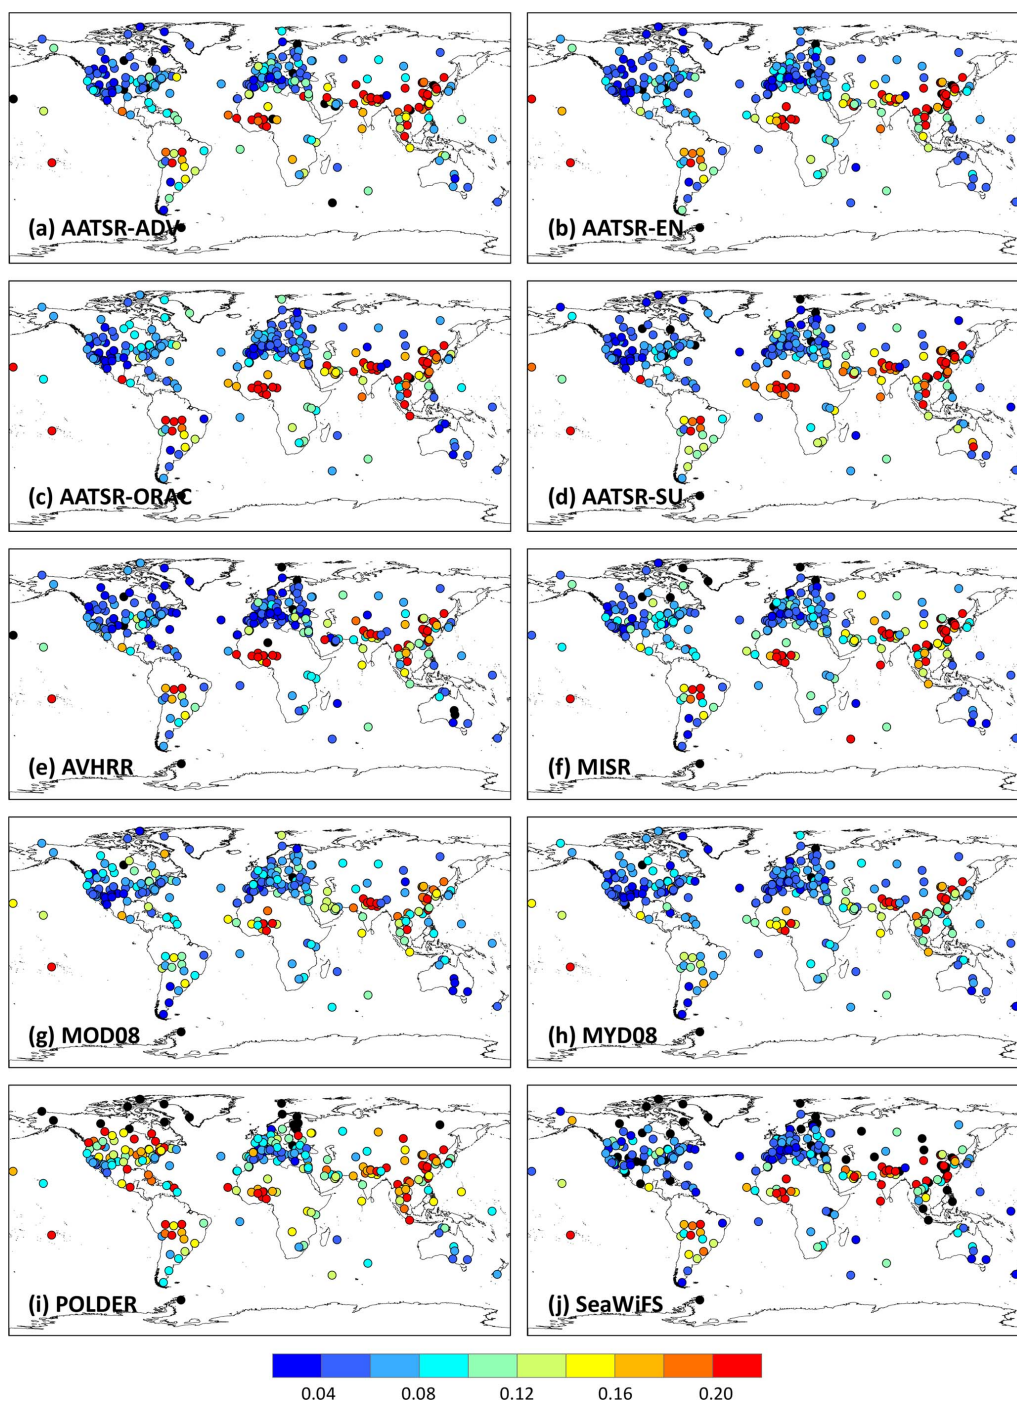 (a) AATSR-ADV
(b) AATSR-EN
(c) AATSR-ORAC
(d) AATSR-SU
(e) AVHRR
(f) MISR
(g) MOD08
(h) MYD08
(i) POLDER
(j) SeaWiFS
0.04 0.08 0.12 0.16 0.20